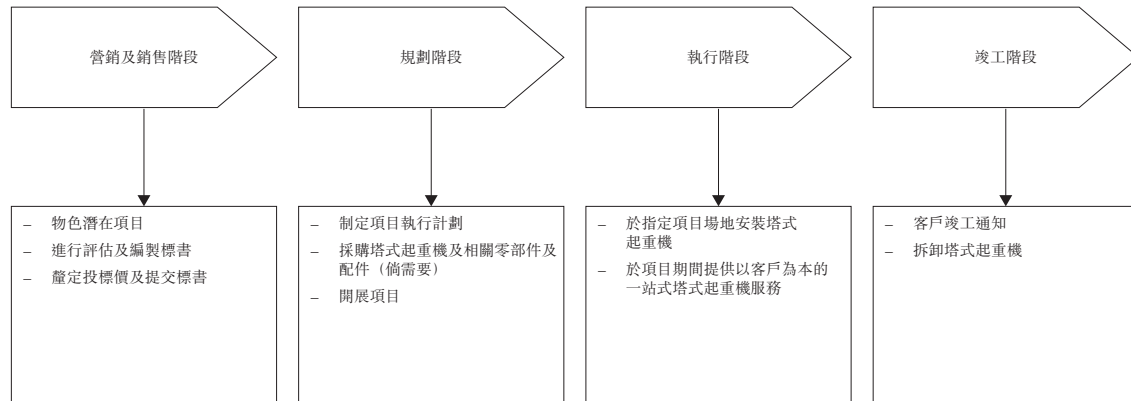 營銷及銷售階段
規劃階段
執行階段
竣工階段
– 物色潛在項目
– 進行評估及編製標書
– 釐定投標價及提交標書
– 制定項目執行計劃
– 採購塔式起重機及相關零部件及
配件（倘需要）
– 開展項目
– 於指定項目場地安裝塔式
起重機
– 於項目期間提供以客戶為本的
一站式塔式起重機服務
– 客戶竣工通知
– 拆卸塔式起重機